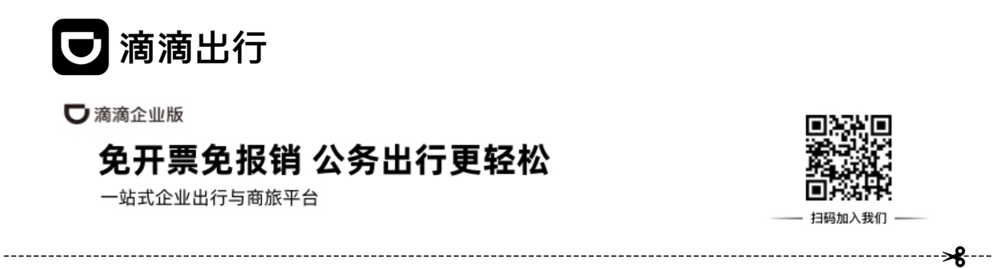 滴滴出行
滴滴企业版
免开票免报销 公务出行更轻松
一站式企业出行与商旅平台
扫码加入我们